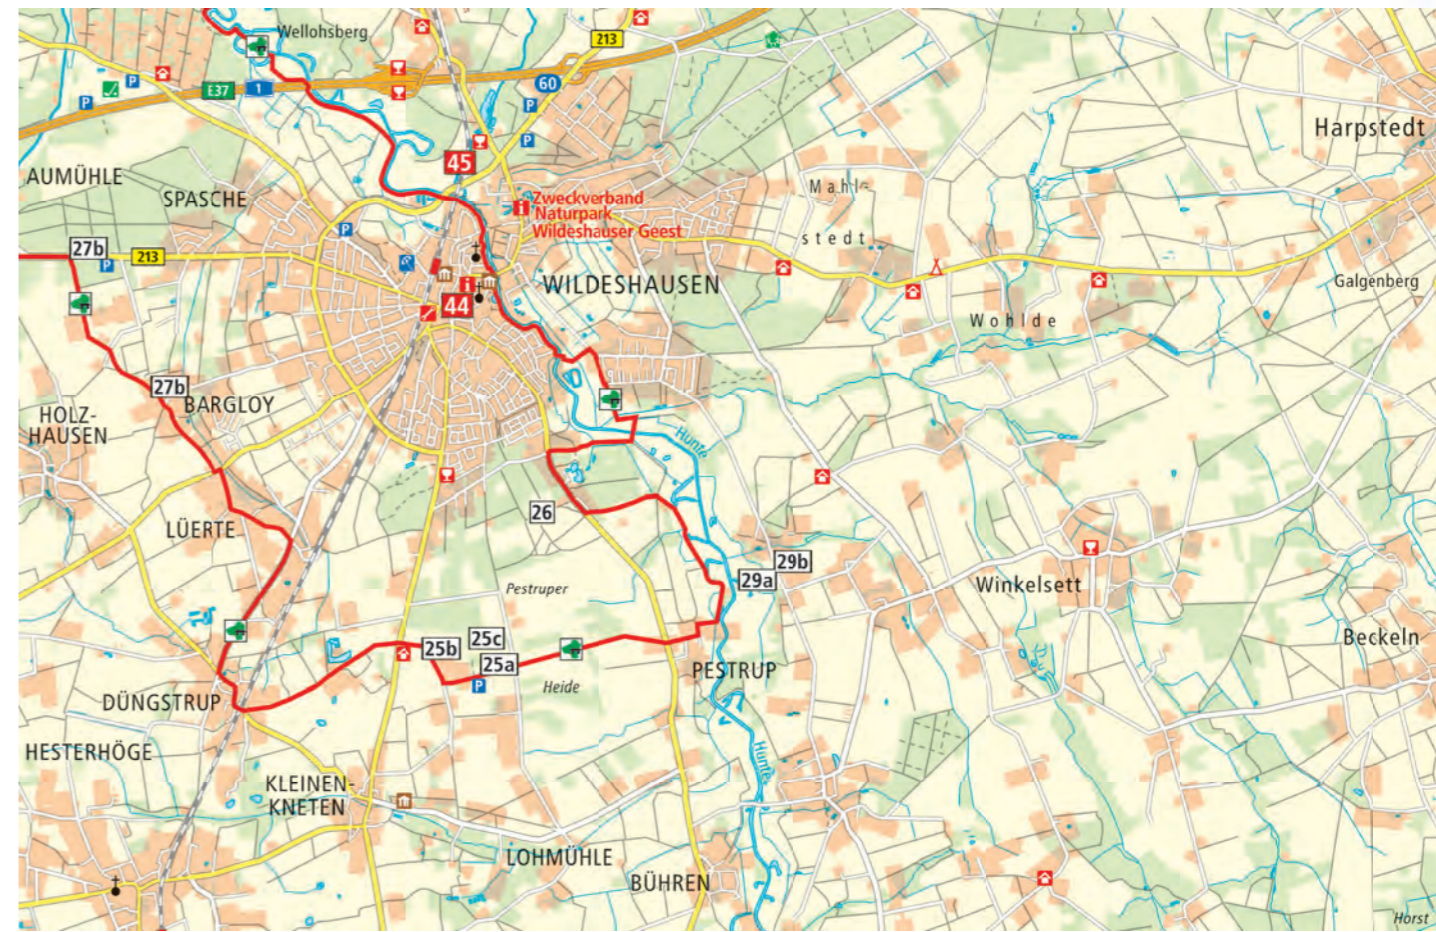 Wellohsberg
213
60
E37
1
P
P
P
P
Harpstedt
45
AUMÜHLE
SPASCHE
Mahl-
stedt
i
Zweckverband
Naturpark
Wildeshauser Geest
P
27b
P
213
i
44
WILDESHAUSEN
Galgenberg
Wohlde
27b
BARGLOY
HOLZ-
HAUSEN
Hunte
26
LÜERTE
29b
29a
Pestruper
Winkelsett
25c
25b
25a
Beckeln
P
Heide
PESTRUP
DÜNGSTRUP
HESTERHÖGE
Hunte
KLEINEN-
KNETEN
LOHMÜHLE
BÜHREN
Horst